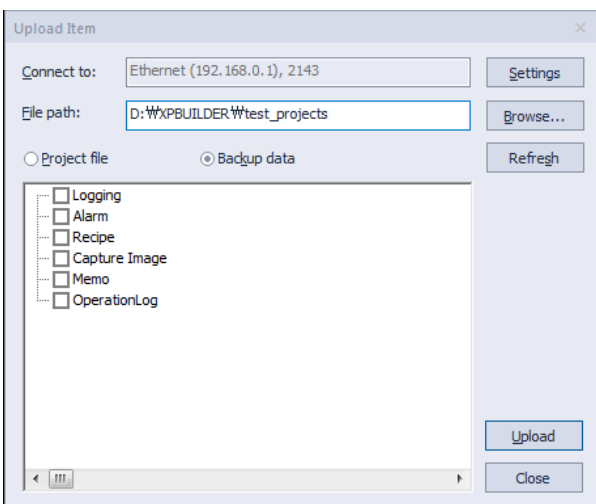 Upload Item
Connect to: Ethernet (192.168.0.1), 2143 Settings
File path: D:₩XPBUILDER₩test_projects Browse...
Project file Backup data Refresh
Logging
Alarm
Recipe
Capture Image
Memo
OperationLog
Upload
Close